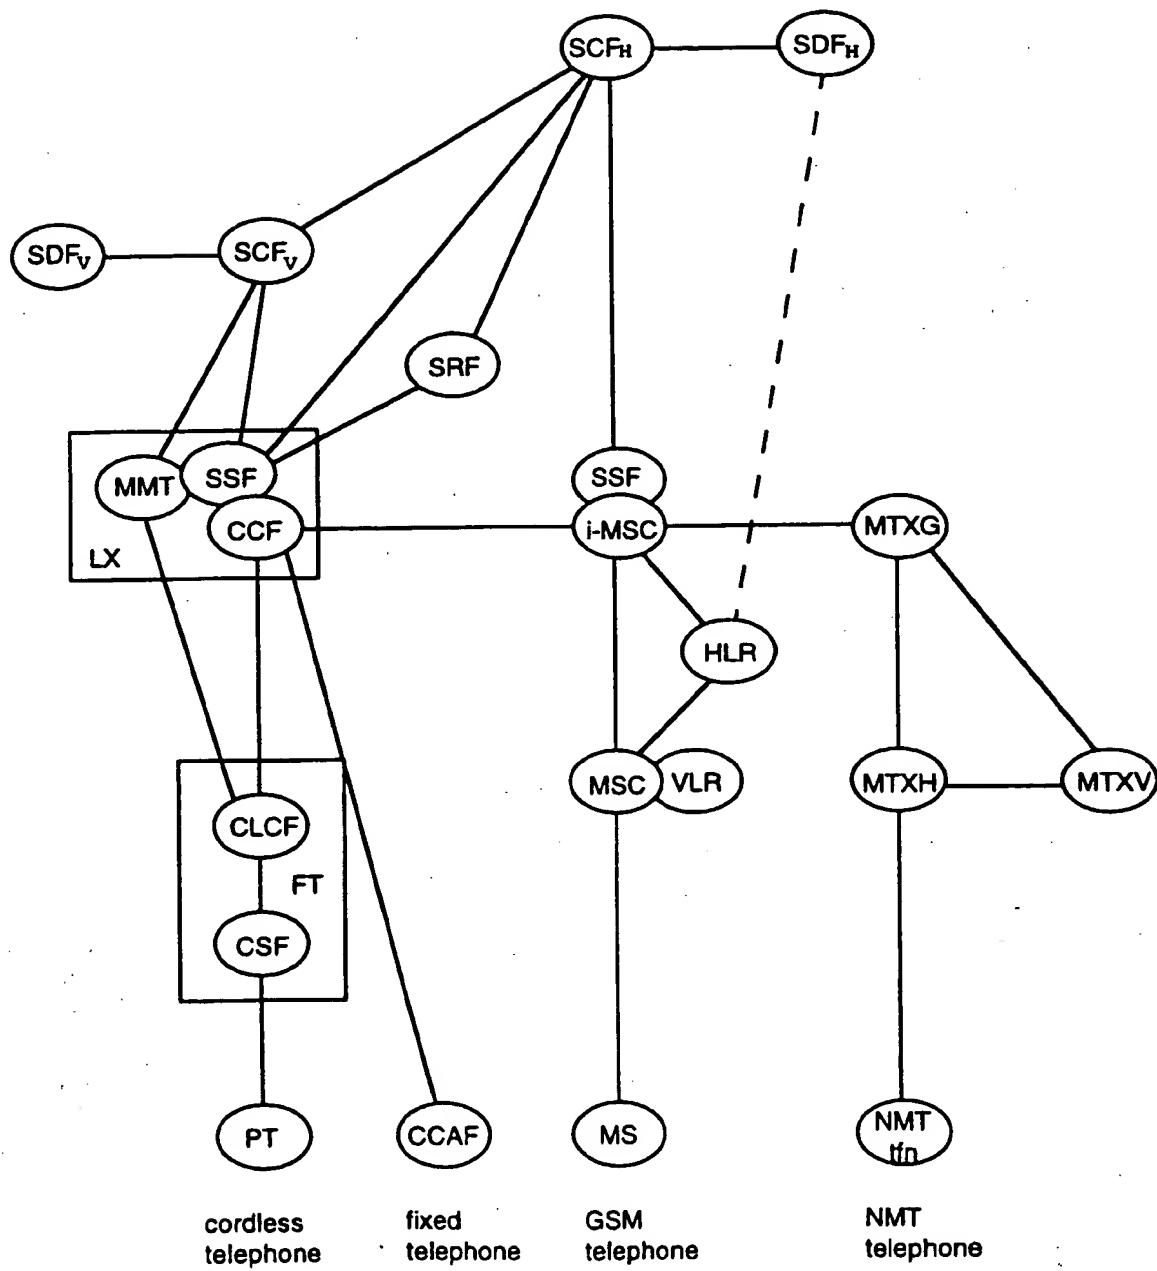 SCFH
SDFH
SDFV
SCFV
SRF
MMT
SSF
CCF
LX
SSF
i-MSC
MTXG
HLR
MSC
VLR
MTXH
MTXV
CLCF
FT
CSF
PT
CCAF
MS
NMT
tfn
cordless
telephone
fixed
telephone
GSM
telephone
NMT
telephone